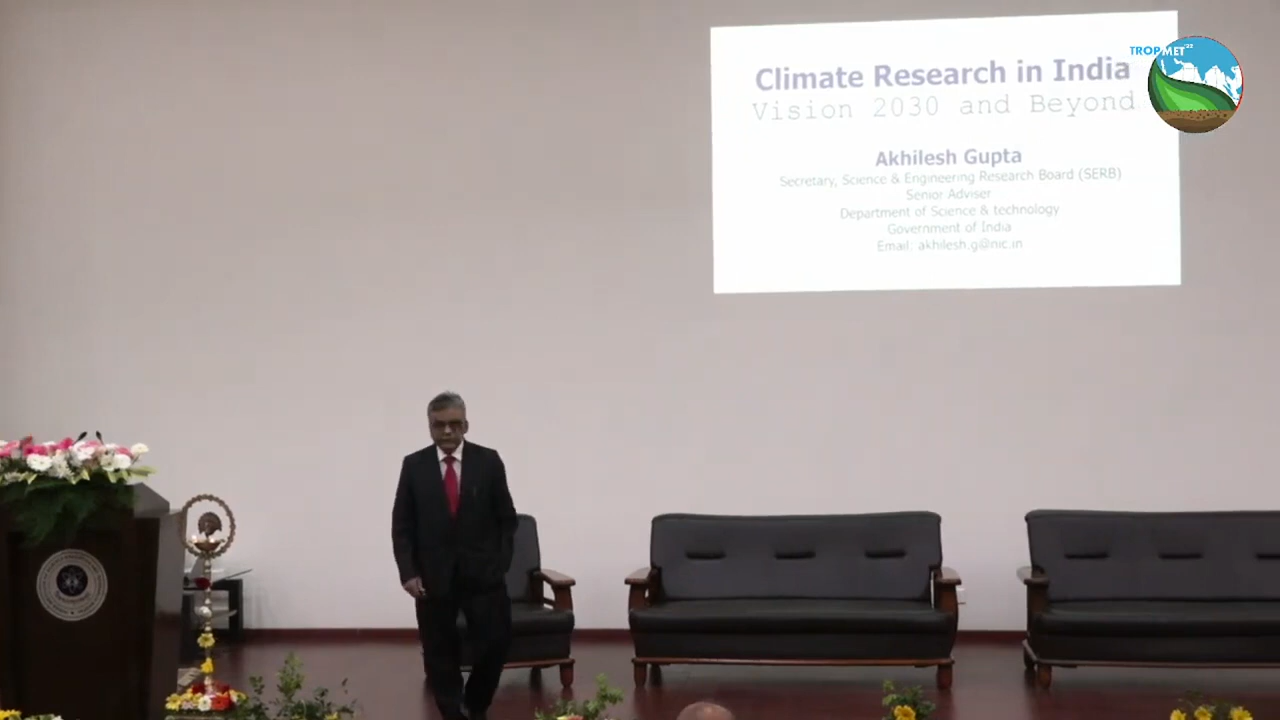 Climate Research in India
Vision 2030 and Beyond
Akhilesh Gupta
Secretary, Science & Engineering Research Board (SERB)
Senior Adviser
Department of Science & technology
Government of India
Email: akhilesh.g@nic.in
TROPMET'22